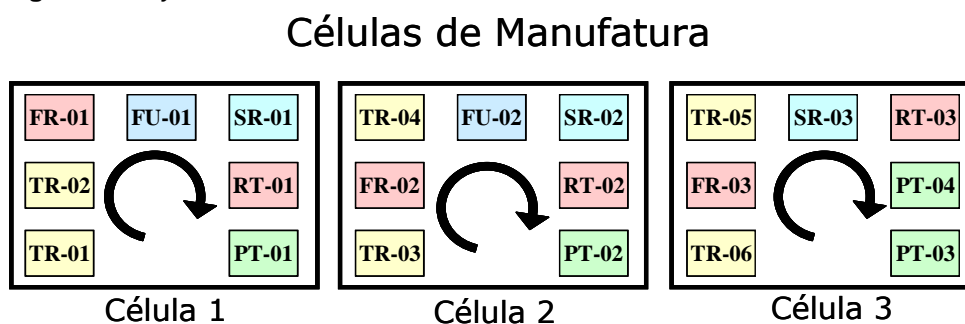 Células de Manufatura
FR-01 FU-01 SR-01
TR-02 RT-01
TR-01 PT-01
Célula 1
TR-04 FU-02 SR-02
FR-02 RT-02
TR-03 PT-02
Célula 2
TR-05 SR-03 RT-03
FR-03 PT-04
TR-06 PT-03
Célula 3